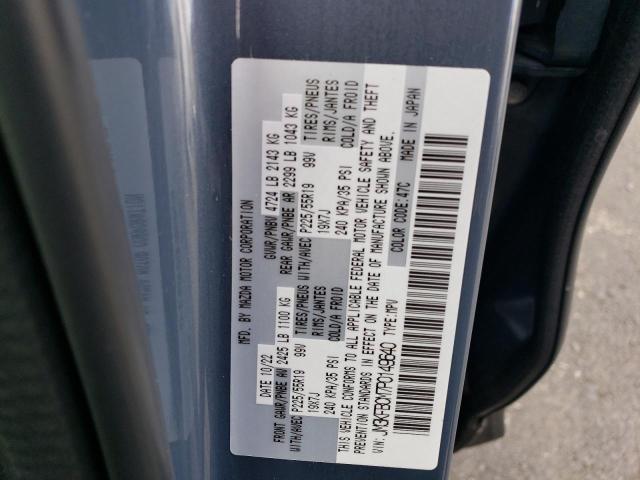 MFD. BY MAZDA MOTOR CORPORATION
DATE 10/22 GVWR/PNBV 4724 LB 2143 KG
FRONT GAWR/PNBE AV 2425 LB 1100 KG REAR GAWR/PNBE AR 2299 LB 1043 KG
WITH/AVEC P225/55R19 99V TIRES/PNEUS WITH/AVEC P225/55R19 99V TIRES/PNEUS
19X7J RIMS/JANTES 19X7J RIMS/JANTES
240 KPA/35 PSI COLD/A FROID 240 KPA/35 PSI COLD/A FROID
THIS VEHICLE CONFORMS TO ALL APPLICABLE FEDERAL MOTOR VEHICLE SAFETY AND THEFT
PREVENTION STANDARDS IN EFFECT ON THE DATE OF MANUFACTURE SHOWN ABOVE.
VIN: TYPE:MPV COLOR CODE:47C MADE IN JAPAN